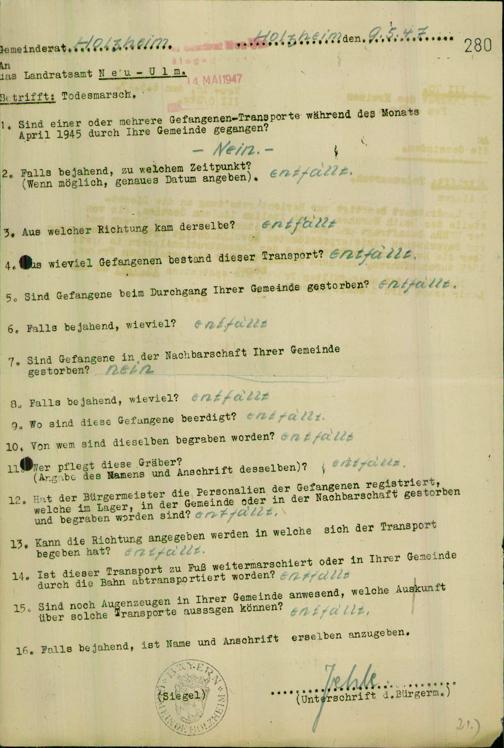 Gemeinderat Holzheim. Holzheim den 9.5.47 280
An
das Landratsamt Neu-Ulm.
14 MAI 1947
Betrifft: Todesmarsch.
1. Sind einer oder mehrere Gefangenen-Transporte während des Monats
April 1945 durch Ihre Gemeinde gegangen?
- Nein. -
2. Falls bejahend, zu welchem Zeitpunkt?
(Wenn möglich, genaues Datum angeben). entfällt.
3. Aus welcher Richtung kam derselbe? entfällt
4. Aus wieviel Gefangenen bestand dieser Transport? entfällt.
5. Sind Gefangene beim Durchgang Ihrer Gemeinde gestorben? entfällt.
6. Falls bejahend, wieviel? entfällt
7. Sind Gefangene in der Nachbarschaft Ihrer Gemeinde
gestorben? nein
8. Falls bejahend, wieviel? entfällt
9. Wo sind diese Gefangene beerdigt? entfällt.
10. Von wem sind dieselben begraben worden? entfällt
11. Wer pflegt diese Gräber?
(Angabe des Namens und Anschrift desselben)? entfällt.
12. Hat der Bürgermeister die Personalien der Gefangenen registriert,
welche im Lager, in der Gemeinde oder in der Nachbarschaft gestorben
und begraben worden sind? entfällt.
13. Kann die Richtung angegeben werden in welche sich der Transport
begeben hat? entfällt.
14. Ist dieser Transport zu Fuß weitermarschiert oder in Ihrer Gemeinde
durch die Bahn abtransportiert worden? entfällt
15. Sind noch Augenzeugen in Ihrer Gemeinde anwesend, welche Auskunft
über solche Transporte aussagen können? entfällt.
16. Falls bejahend, ist Name und Anschrift erselben anzugeben.
BAYERN
GEMEINDE HOLZHEIM
(Siegel)
Jehle
(Unterschrift d.Bürgerm.)
21.)